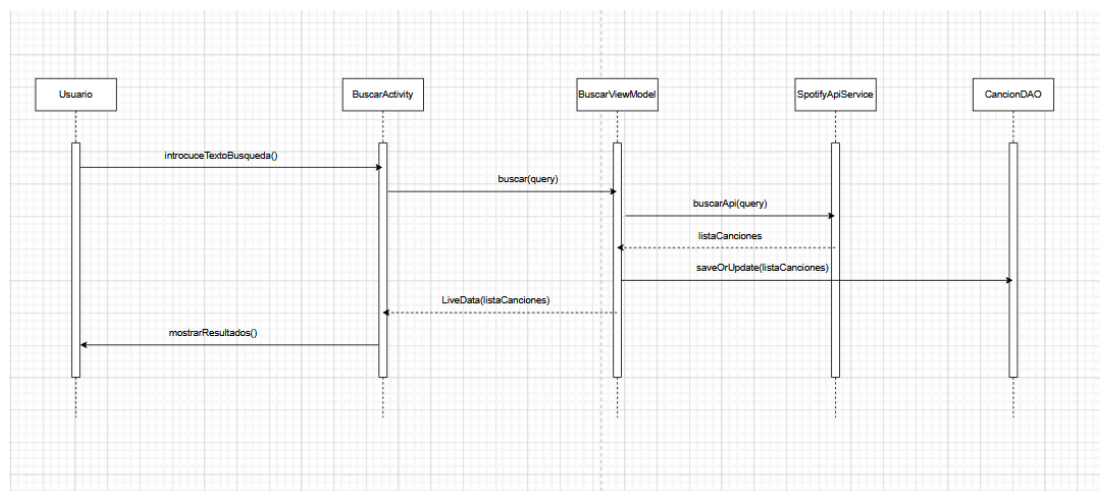 Usuario
BuscarActivity
BuscarViewModel
SpotifyApiService
CancionDAO
introcuceTextoBusqueda()
buscar(query)
buscarApi(query)
listaCanciones
saveOrUpdate(listaCanciones)
LiveData(listaCanciones)
mostrarResultados()